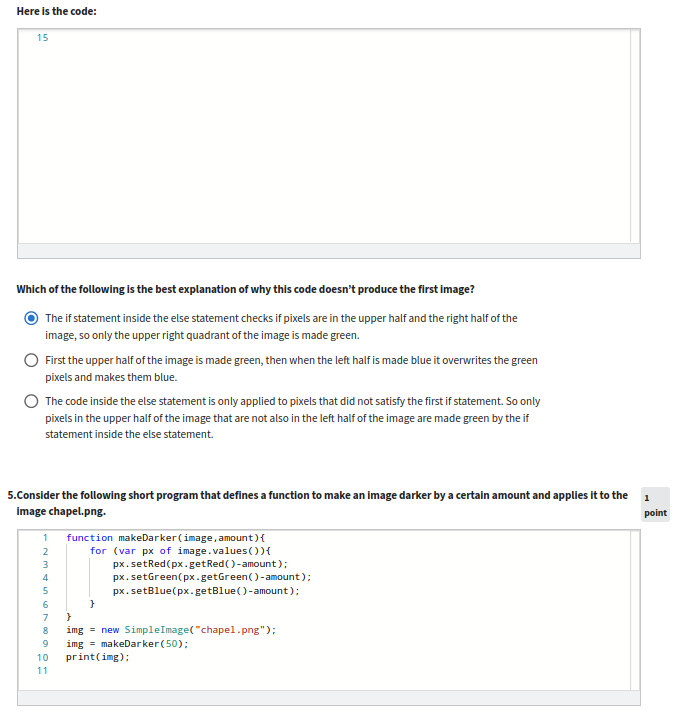 Here is the code:
15
Which of the following is the best explanation of why this code doesn't produce the first image?
The if statement inside the else statement checks if pixels are in the upper half and the right half of the
image, so only the upper right quadrant of the image is made green.
First the upper half of the image is made green, then when the left half is made blue it overwrites the green
pixels and makes them blue.
The code inside the else statement is only applied to pixels that did not satisfy the first if statement. So only
pixels in the upper half of the image that are not also in the left half of the image are made green by the if
statement inside the else statement.
5.Consider the following short program that defines a function to make an image darker by a certain amount and applies it to the
image chapel.png.
1
point
1 function makeDarker(image,amount){
2 for (var px of image.values()){
3 px.setRed(px.getRed()-amount);
4 px.setGreen(px.getGreen()-amount);
5 px.setBlue(px.getBlue()-amount);
6 }
7 }
8 img = new SimpleImage("chapel.png");
9 img = makeDarker(50);
10 print(img);
11